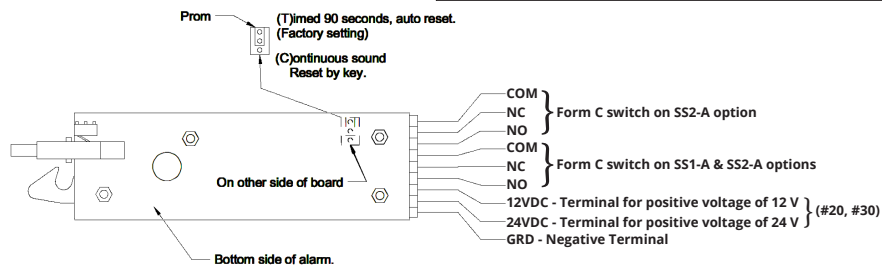 Prom
(T)imed 90 seconds, auto reset.
(Factory setting)
(C)ontinuous sound
Reset by key.
COM
NC
NO
Form C switch on SS2-A option
COM
NC
NO
Form C switch on SS1-A & SS2-A options
12VDC - Terminal for positive voltage of 12 V
24VDC - Terminal for positive voltage of 24 V
(#20, #30)
GRD - Negative Terminal
On other side of board
Bottom side of alarm.